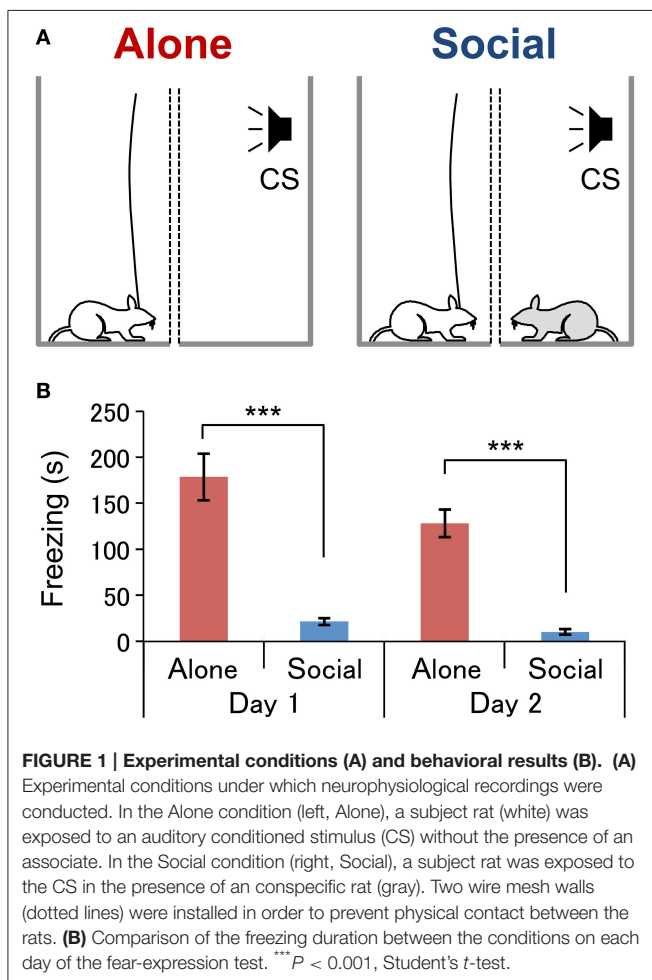 A
Alone
Social
CS
CS
B
250
200
150
100
50
0
Freezing (s)
***
***
Alone Social Alone Social
Day 1 Day 2
FIGURE 1 | Experimental conditions (A) and behavioral results (B). (A)
Experimental conditions under which neurophysiological recordings were
conducted. In the Alone condition (left, Alone), a subject rat (white) was
exposed to an auditory conditioned stimulus (CS) without the presence of an
associate. In the Social condition (right, Social), a subject rat was exposed to
the CS in the presence of an conspecific rat (gray). Two wire mesh walls
(dotted lines) were installed in order to prevent physical contact between the
rats. (B) Comparison of the freezing duration between the conditions on each
day of the fear-expression test. ***P < 0.001, Student's t-test.